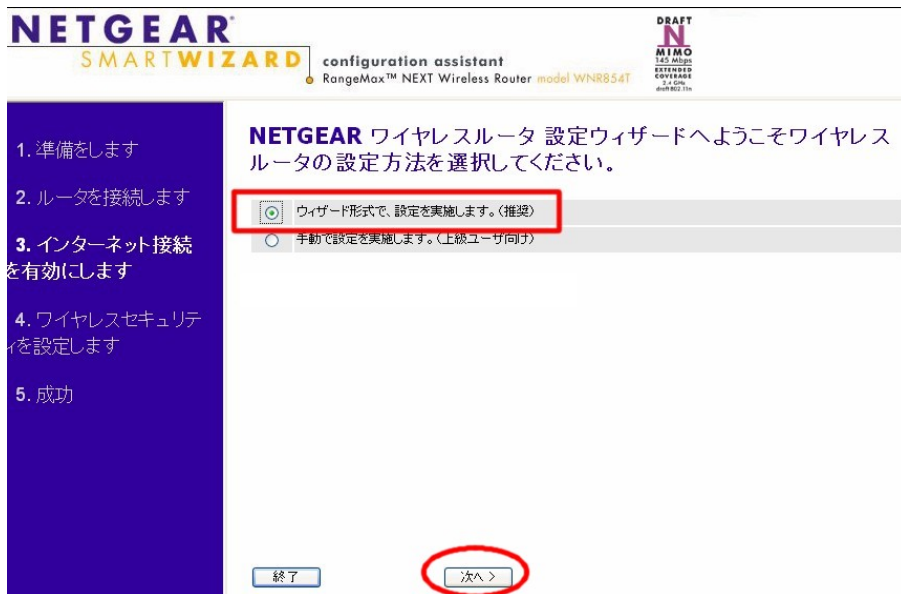 NETGEAR
SMARTWIZARD
configuration assistant
RangeMax™ NEXT Wireless Router model WNR854T
DRAFT
N
MIMO
145 Mbps
EXTENDED
COVERAGE
2.4 GHz
draft 802.11n
1. 準備をします
2. ルータを接続します
3. インターネット接続
を有効にします
4. ワイヤレスセキュリテ
ィを設定します
5. 成功
NETGEAR ワイヤレスルータ 設定ウィザードへようこそワイヤレス
ルータの設定方法を選択してください。
ウィザード形式で、設定を実施します。(推奨)
手動で設定を実施します。(上級ユーザ向け)
終了
次へ >